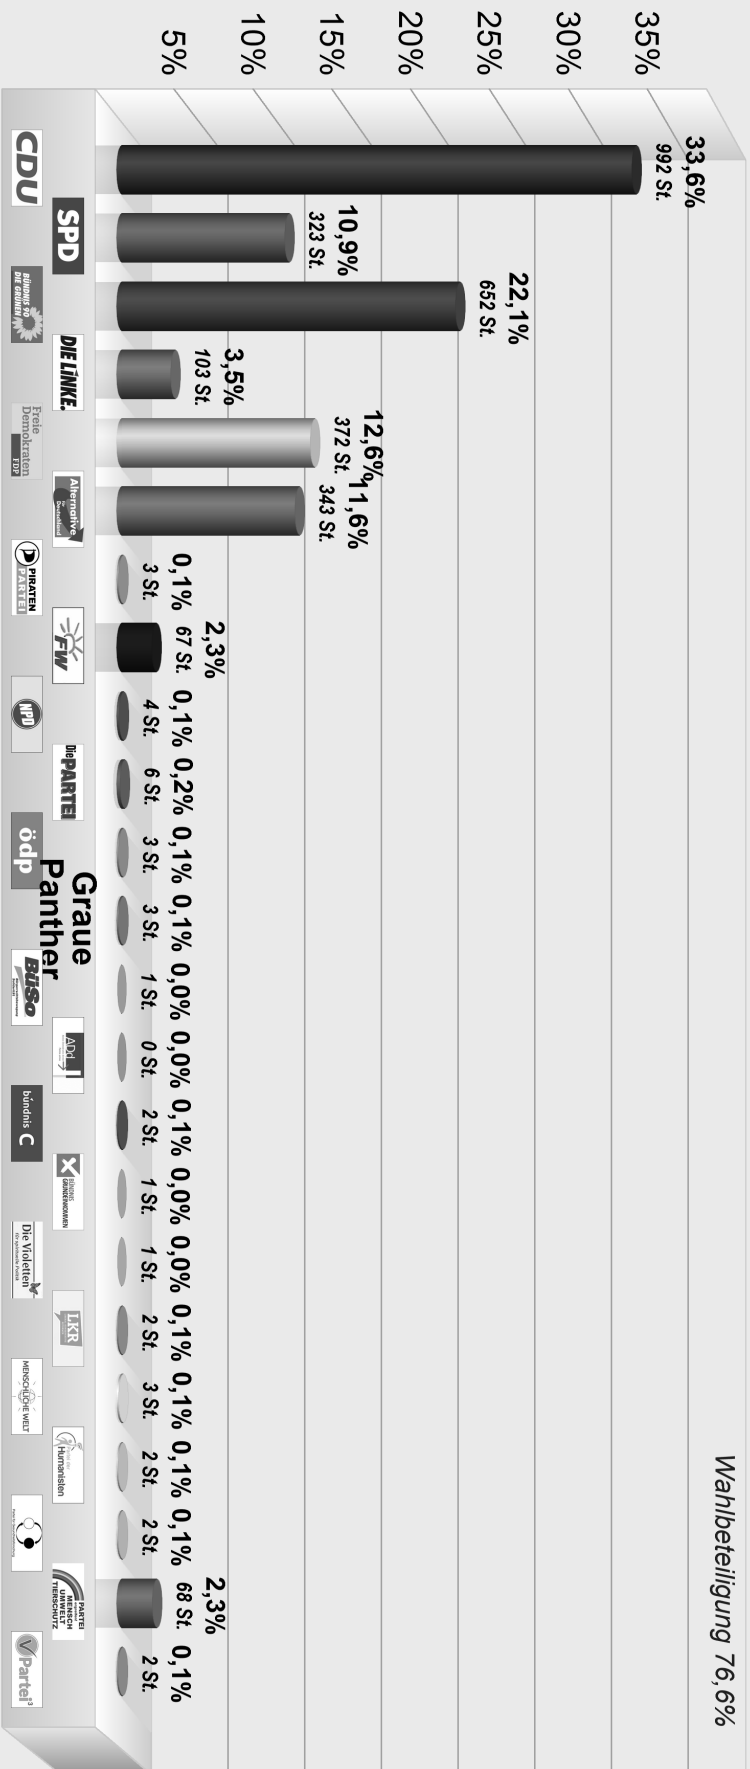 Wahlbeteiligung 76,6%
35%
30%
25%
20%
15%
10%
5%
33,6%
992 St.
10,9%
323 St.
22,1%
652 St.
3,5%
103 St.
12,6%
372 St.
11,6%
343 St.
0,1%
3 St.
2,3%
67 St.
0,1%
4 St.
0,2%
6 St.
0,1%
3 St.
0,1%
3 St.
0,0%
1 St.
0,0%
0 St.
0,1%
2 St.
0,0%
1 St.
0,0%
1 St.
0,1%
2 St.
0,1%
3 St.
0,1%
2 St.
0,1%
2 St.
2,3%
68 St.
0,1%
2 St.
CDU
SPD
BÜNDNIS 90
DIE GRÜNEN
DIE LINKE.
Freie
Demokraten
FDP
Alternative
für
Deutschland
PIRATEN
PARTEI
FW
NPD
Die PARTEI
ödp
Graue
Panther
BüSo
ADd
bündnis C
BÜNDNIS
GRUNDEINKOMMEN
Die Violetten
für spirituelle Politik
LKR
MENSCHLICHE WELT
Humanisten
PARTEI
MENSCH
UMWELT
TIERSCHUTZ
V Partei³